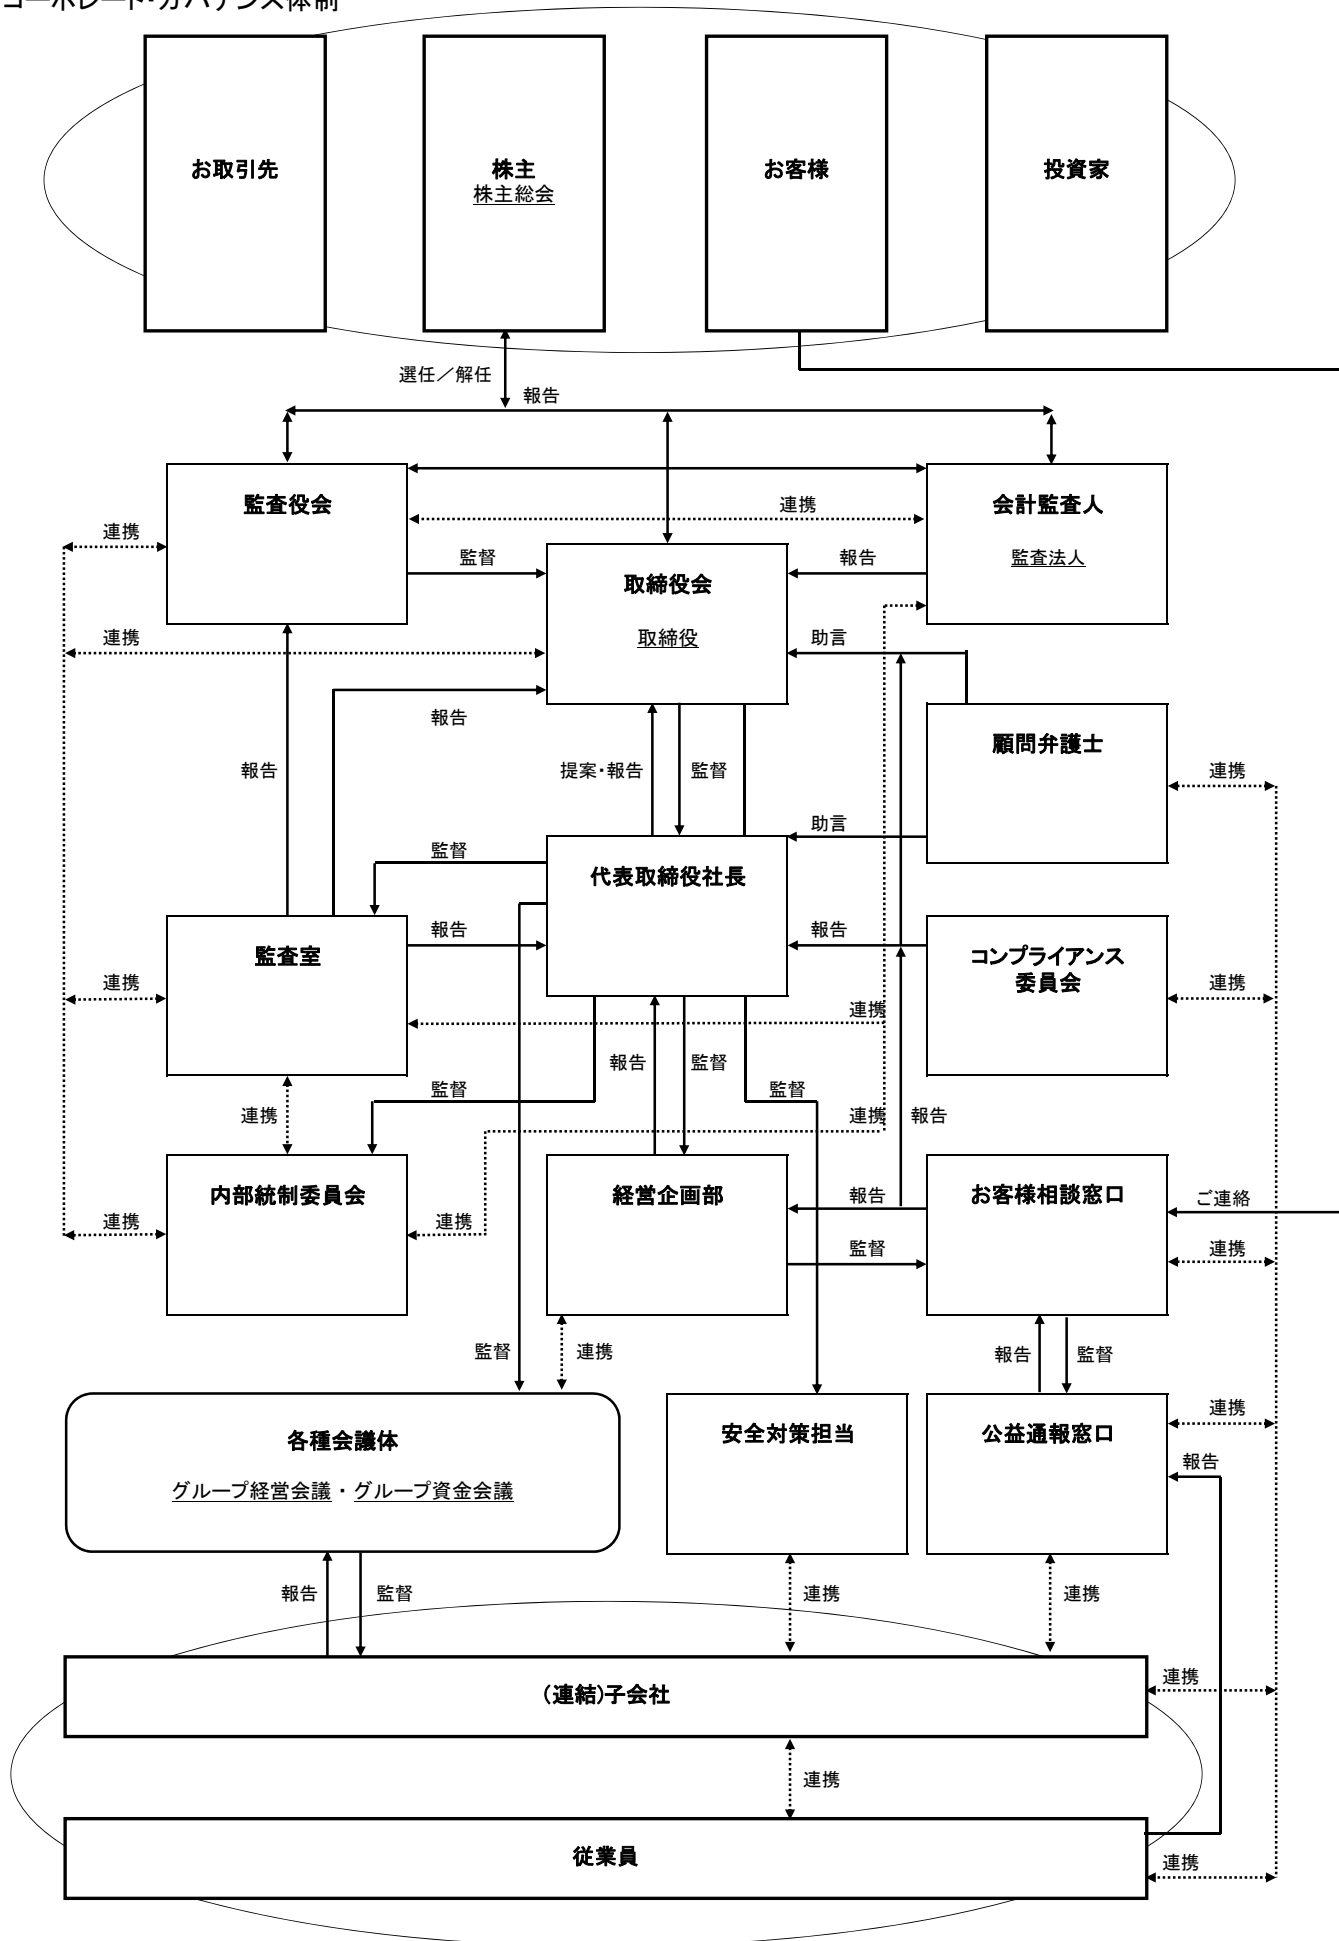 コーポレート・ガバナンス体制
お取引先
株主
株主総会
お客様
投資家
選任／解任
報告
監査役会
会計監査人
監査法人
連携
連携
監督
報告
取締役会
取締役
連携
助言
報告
顧問弁護士
報告
提案・報告
監督
連携
助言
監督
代表取締役社長
監査室
報告
報告
コンプライアンス
委員会
連携
連携
連携
報告
監督
監督
監督
連携
連携
報告
内部統制委員会
経営企画部
お客様相談窓口
報告
ご連絡
連携
連携
監督
連携
監督
連携
報告
監督
各種会議体
グループ経営会議・グループ資金会議
安全対策担当
公益通報窓口
連携
報告
報告
監督
連携
連携
(連結)子会社
連携
連携
従業員
連携